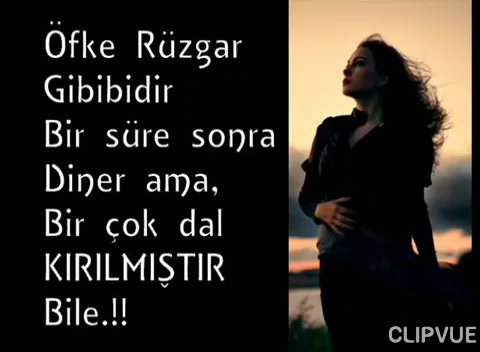 Öfke Rüzgar
Gibibidir
Bir süre sonra
Diner ama,
Bir çok dal
KIRILMIŞTIR
Bile.!!
CLIPVUE